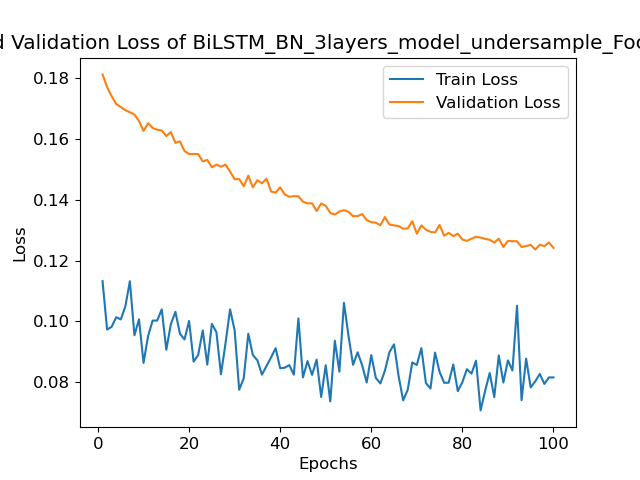 d Validation Loss of BiLSTM_BN_3layers_model_undersample_Foc
Train Loss
Validation Loss
0.18
0.16
0.14
0.12
0.10
0.08
Loss
0
20
40
60
80
100
Epochs